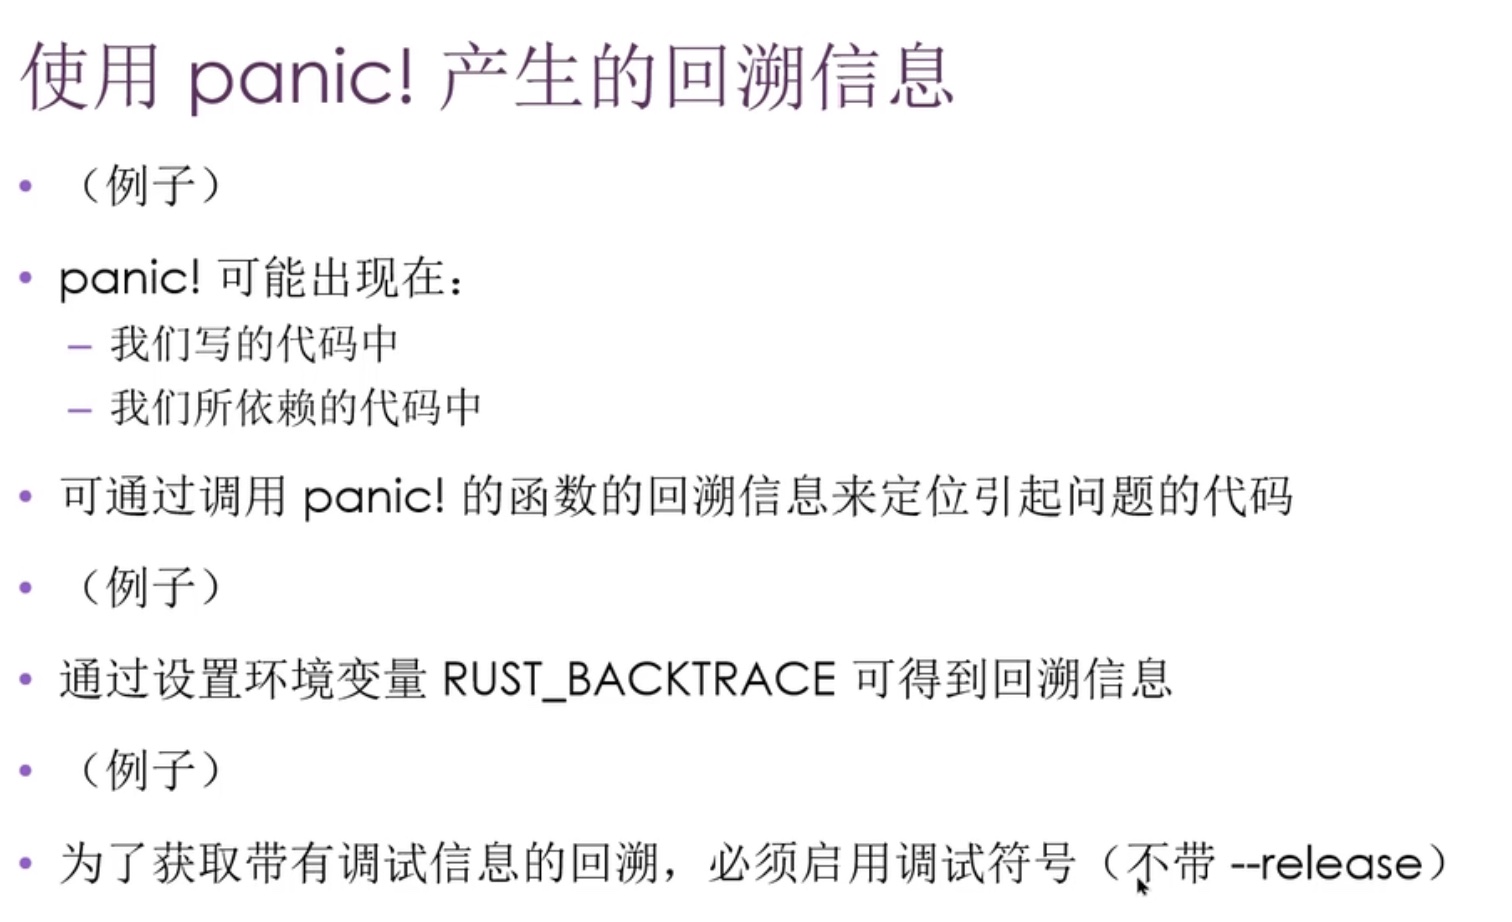 使用 panic! 产生的回溯信息
• （例子）
• panic! 可能出现在：
– 我们写的代码中
– 我们所依赖的代码中
• 可通过调用 panic! 的函数的回溯信息来定位引起问题的代码
• （例子）
• 通过设置环境变量 RUST_BACKTRACE 可得到回溯信息
• （例子）
• 为了获取带有调试信息的回溯，必须启用调试符号（不带 --release）